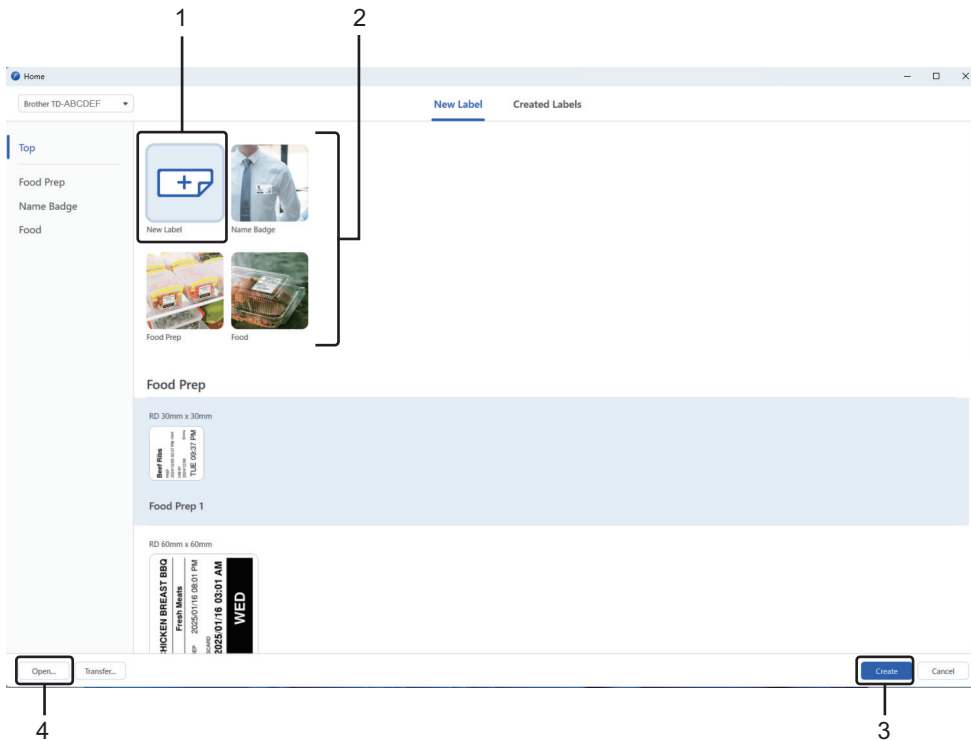 1
2
Home
Brother TD-ABCDEF
New Label
Created Labels
Top
Food Prep
Name Badge
Food
New Label
Name Badge
Food Prep
Food
Food Prep
RD 30mm x 30mm
Beef Ribs
TUE 09:37 PM
Food Prep 1
RD 60mm x 60mm
HICKEN BREAST BBQ
Fresh Meats
EP 2025/01/16 08:01 PM
SCARD
2025/01/16 03:01 AM
WED
Open...
Transfer...
Create
Cancel
4
3